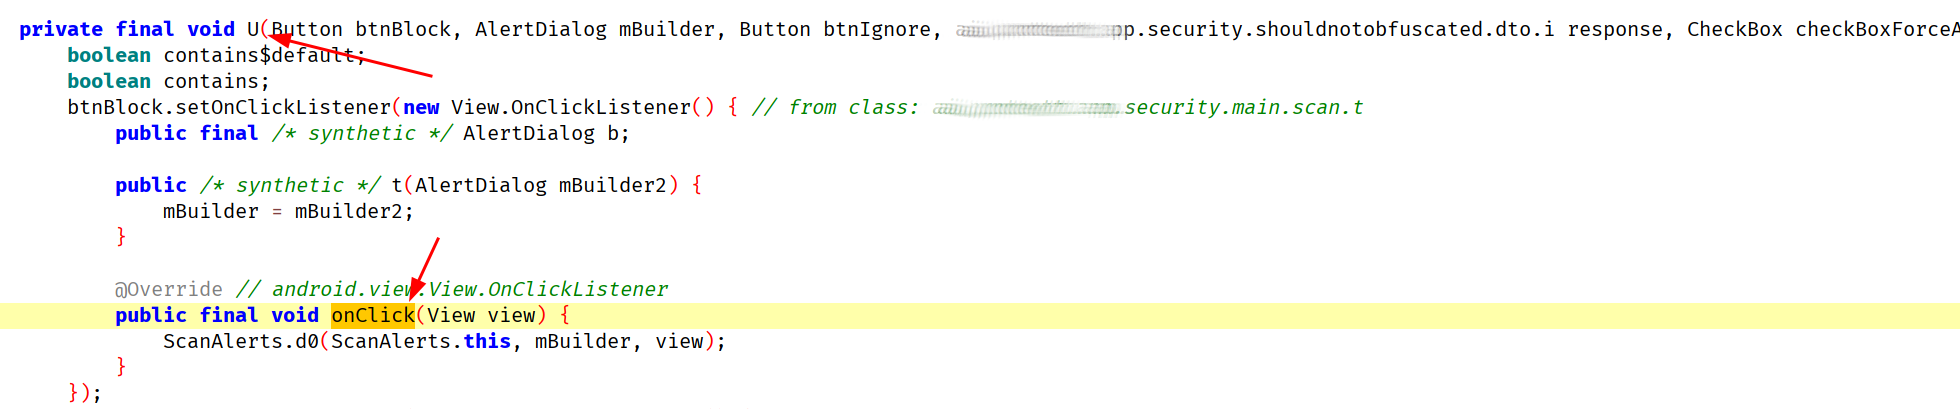 private final void U(Button btnBlock, AlertDialog mBuilder, Button btnIgnore, pp.security.shouldnotobfuscated.dto.i response, CheckBox checkBoxForceA
boolean contains$default;
boolean contains;
btnBlock.setOnClickListener(new View.OnClickListener() { // from class: .security.main.scan.t
public final /* synthetic */ AlertDialog b;
public /* synthetic */ t(AlertDialog mBuilder2) {
mBuilder = mBuilder2;
}
@Override // android.view.View.OnClickListener
public final void onClick(View view) {
ScanAlerts.d0(ScanAlerts.this, mBuilder, view);
}
});